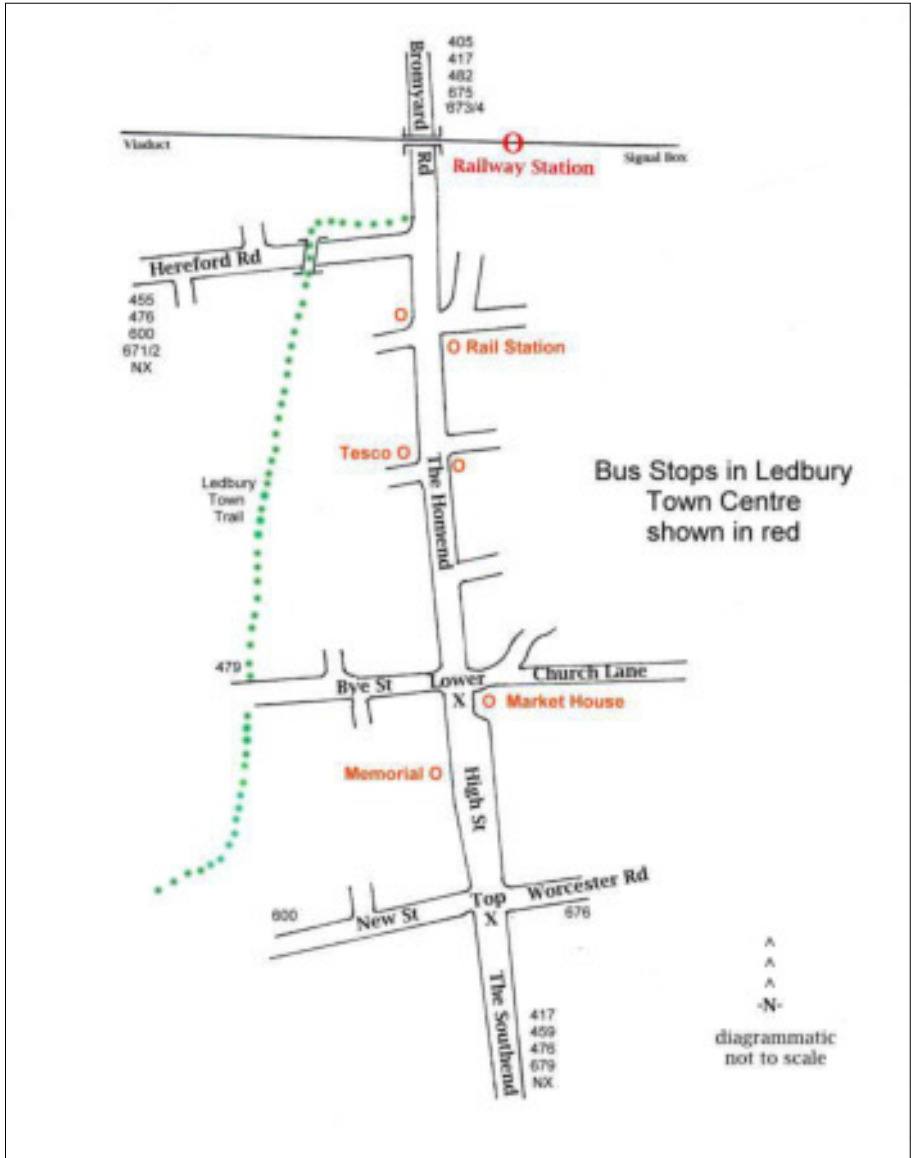 405
417
482
675
673/4
Bromyard
Rd
Viaduct
O
Signal Box
Railway Station
Hereford Rd
455
476
600
671/2
NX
O
O Rail Station
Tesco O
O
The Homend
Bus Stops in Ledbury
Town Centre
shown in red
Ledbury
Town
Trail
479
Bye St
Lower
X
Church Lane
O Market House
Memorial O
High St
600
New St
Top
X
Worcester Rd
676
The Southend
417
459
476
679
NX
^
^
^
-N-
diagrammatic
not to scale